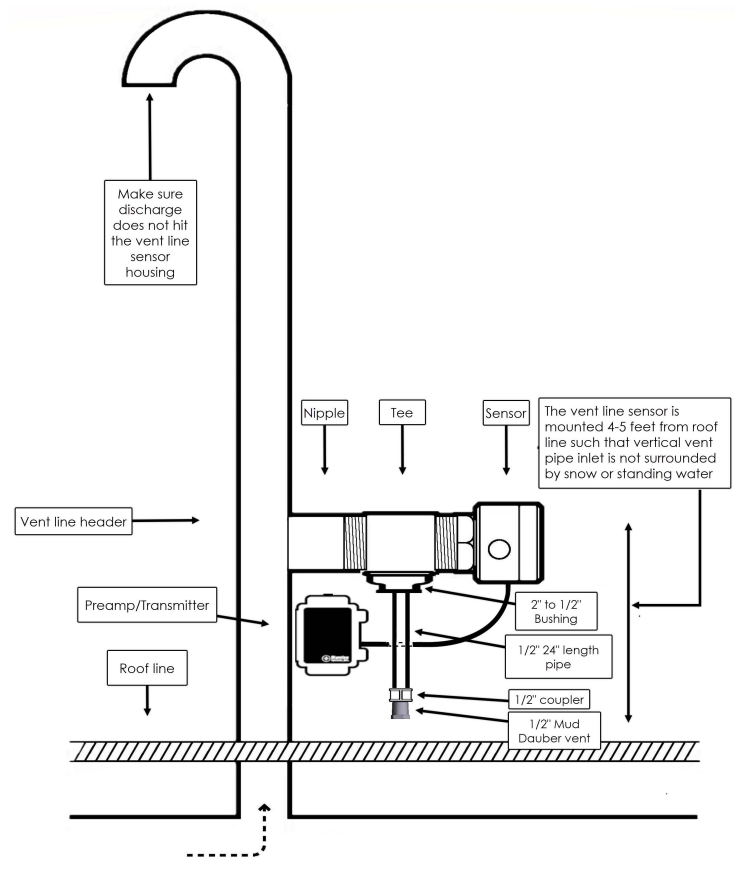 Make sure
discharge
does not hit
the vent line
sensor
housing
Nipple
Tee
Sensor
The vent line sensor is
mounted 4-5 feet from roof
line such that vertical vent
pipe inlet is not surrounded
by snow or standing water
Vent line header
Preamp/Transmitter
2" to 1/2"
Bushing
1/2" 24" length
pipe
Roof line
1/2" coupler
1/2" Mud
Dauber vent